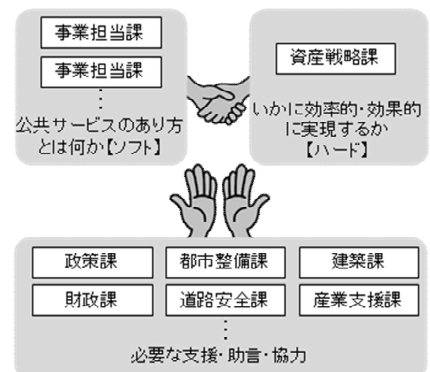 事業担当課
事業担当課
⋮
公共サービスのあり方
とは何か【ソフト】
資産戦略課
いかに効率的・効果的
に実現するか
【ハード】
政策課
都市整備課
建築課
財政課
道路安全課
産業支援課
⋮
必要な支援・助言・協力